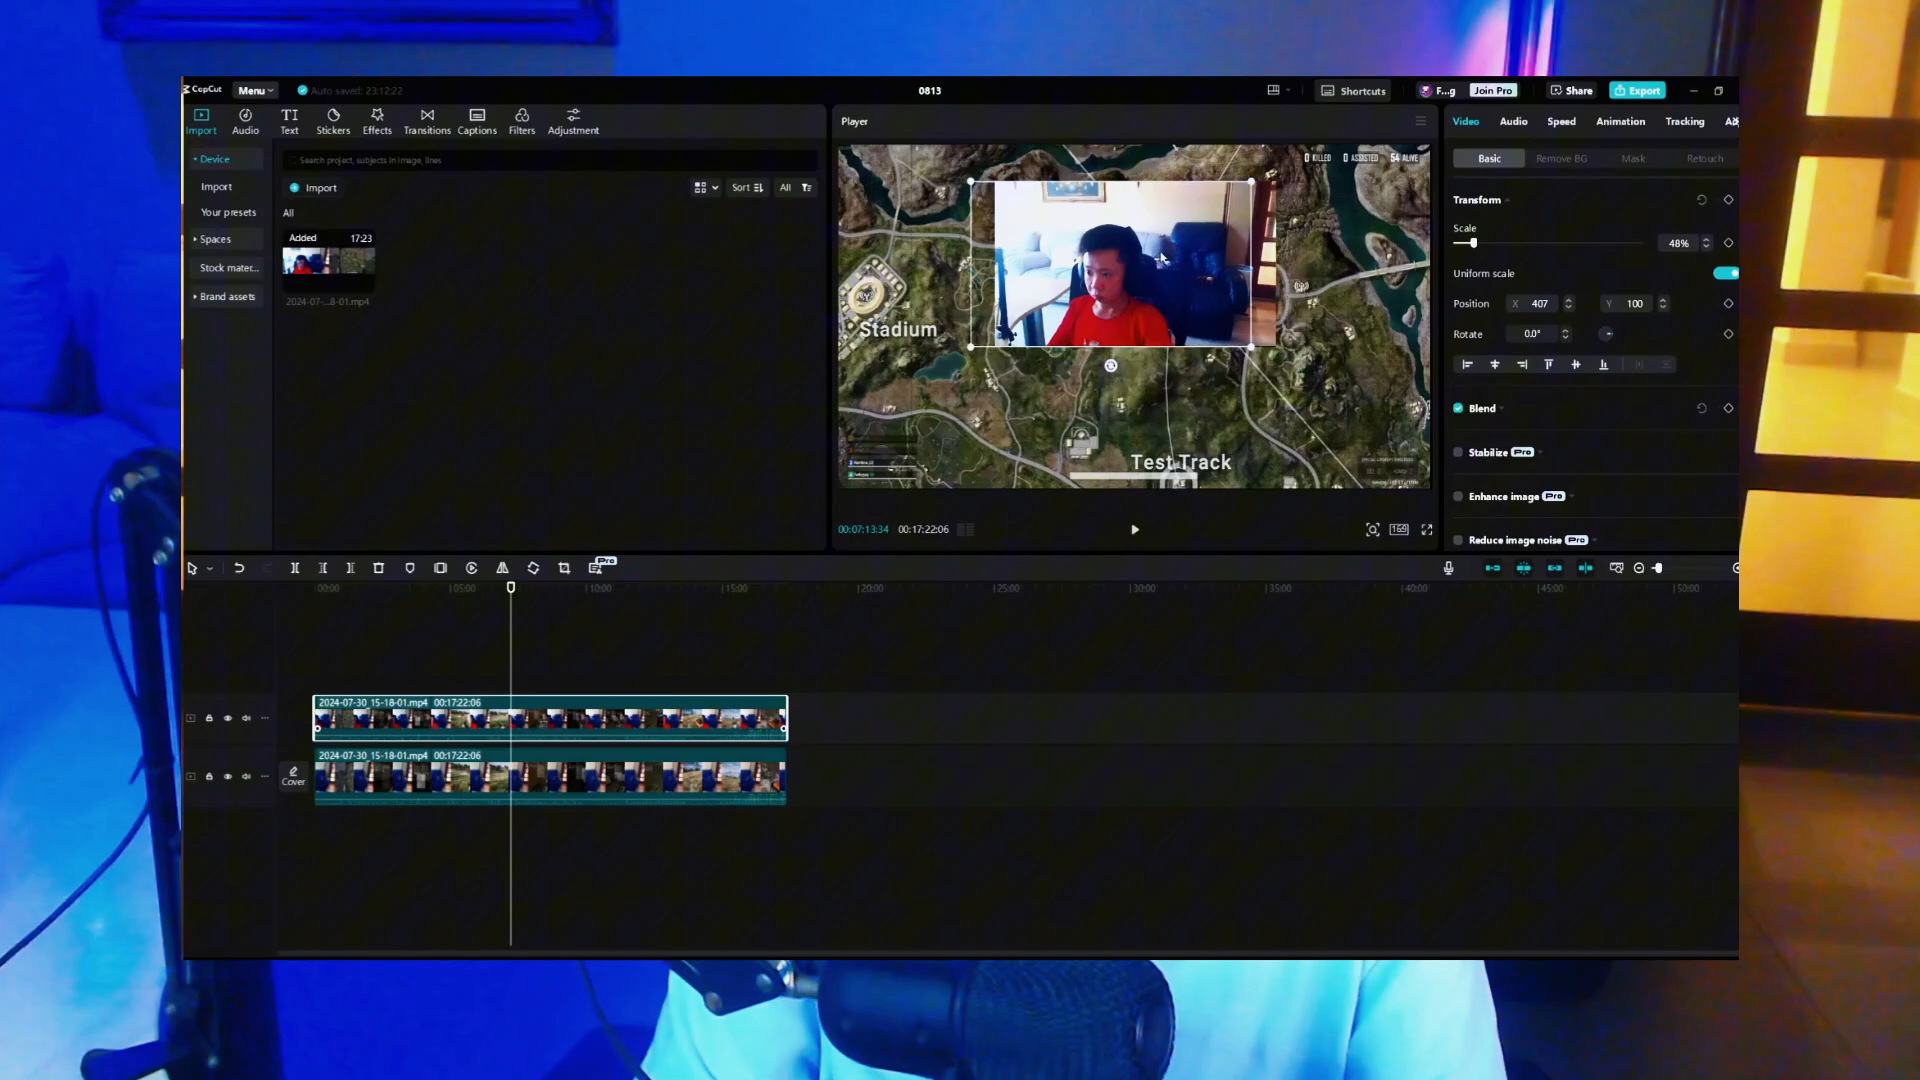 CapCut
Menu
Auto saved: 23:12:22
0813
Shortcuts
F...g
Join Pro
Share
Export
Import
Audio
Text
Stickers
Effects
Transitions
Captions
Filters
Adjustment
Device
Import
Your presets
Spaces
Stock mater...
Brand assets
Search project, subjects in image, lines
Import
Sort
All
All
Added
17:23
2024-07-...8-01.mp4
Player
0 KILLED
0 ASSISTED
54 ALIVE
Stadium
Test Track
00:07:13:34
00:17:22:06
16:9
Video
Audio
Speed
Animation
Tracking
Basic
Remove BG
Mask
Retouch
Transform
Scale
48%
Uniform scale
Position
X 407
Y 100
Rotate
0.0°
Blend
Stabilize Pro
Enhance image Pro
Reduce image noise Pro
Pro
00:00
05:00
10:00
15:00
20:00
25:00
30:00
35:00
40:00
45:00
50:00
2024-07-30_15-18-01.mp4 00:17:22:06
2024-07-30_15-18-01.mp4 00:17:22:06
Cover